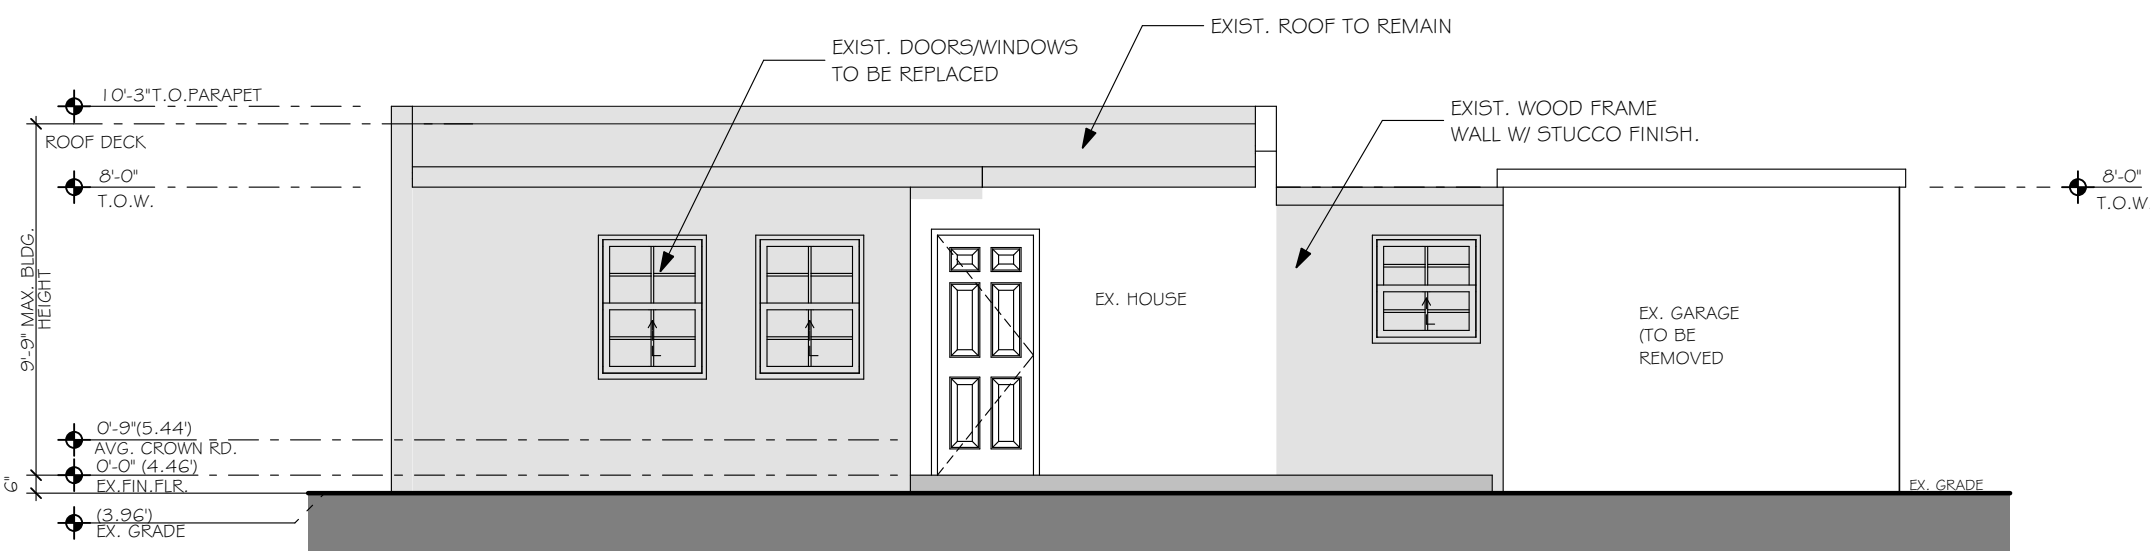 EXIST. ROOF TO REMAIN
EXIST. DOORS/WINDOWS
TO BE REPLACED
10'-3"T.O.PARAPET
EXIST. WOOD FRAME
WALL W/ STUCCO FINISH.
ROOF DECK
8'-0"
T.O.W.
8'-0"
T.O.W.
9'-9" MAX. BLDG.
HEIGHT
EX. HOUSE
EX. GARAGE
(TO BE
REMOVED
0'-9"(5.44')
AVG. CROWN RD.
0'-0" (4.46')
EX.FIN.FLR.
6"
EX. GRADE
(3.96')
EX. GRADE